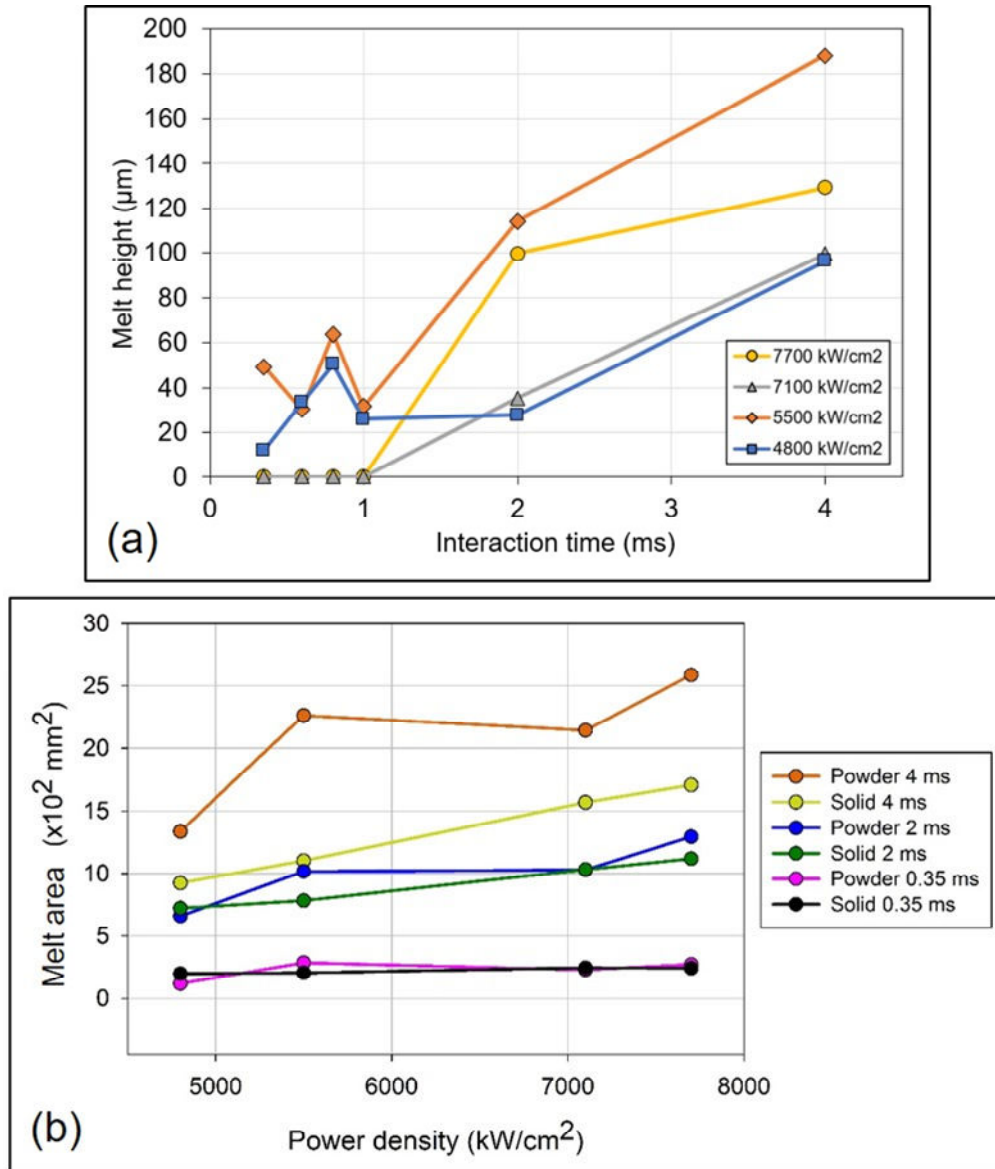 200
180
160
140
120
100
80
60
40
20
0
Melt height (µm)
7700 kW/cm2
7100 kW/cm2
5500 kW/cm2
4800 kW/cm2
0 1 2 3 4
Interaction time (ms)
(a)
30
25
20
15
10
5
0
Melt area (x10² mm²)
Powder 4 ms
Solid 4 ms
Powder 2 ms
Solid 2 ms
Powder 0.35 ms
Solid 0.35 ms
5000 6000 7000 8000
Power density (kW/cm²)
(b)